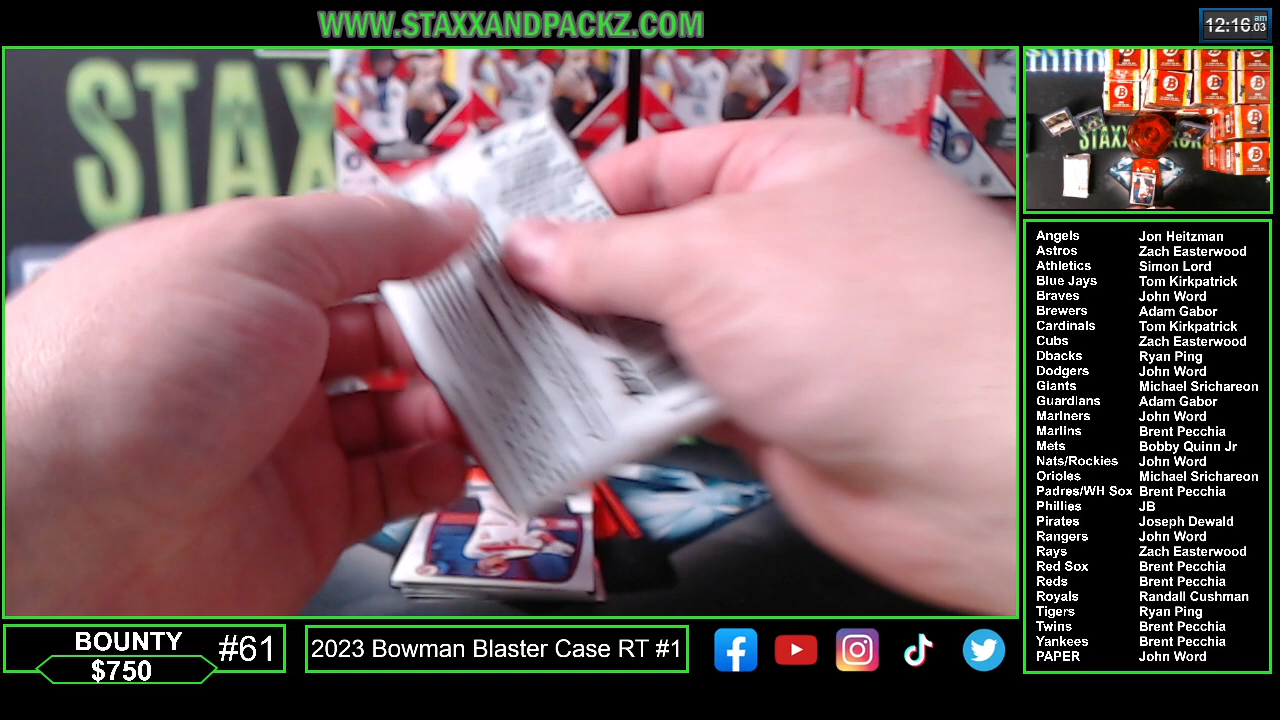 WWW.STAXXANDPACKZ.COM
12:16 am .03
STAXX
STAXXANDPACK
Angels Jon Heitzman
Astros Zach Easterwood
Athletics Simon Lord
Blue Jays Tom Kirkpatrick
Braves John Word
Brewers Adam Gabor
Cardinals Tom Kirkpatrick
Cubs Zach Easterwood
Dbacks Ryan Ping
Dodgers John Word
Giants Michael Srichareon
Guardians Adam Gabor
Mariners John Word
Marlins Brent Pecchia
Mets Bobby Quinn Jr
Nats/Rockies John Word
Orioles Michael Srichareon
Padres/WH Sox Brent Pecchia
Phillies JB
Pirates Joseph Dewald
Rangers John Word
Rays Zach Easterwood
Red Sox Brent Pecchia
Reds Brent Pecchia
Royals Randall Cushman
Tigers Ryan Ping
Twins Brent Pecchia
Yankees Brent Pecchia
PAPER John Word
BOUNTY
$750
#61
2023 Bowman Blaster Case RT #1